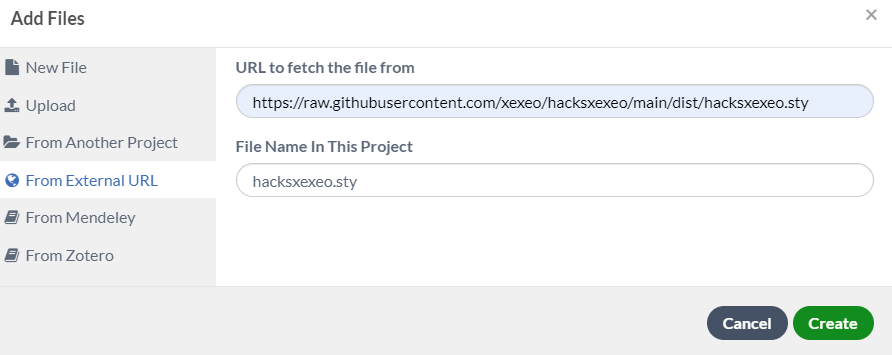 Add Files
×
New File
Upload
From Another Project
From External URL
From Mendeley
From Zotero
URL to fetch the file from
https://raw.githubusercontent.com/xexeo/hacksxexeo/main/dist/hacksxexeo.sty
File Name In This Project
hacksxexeo.sty
Cancel
Create